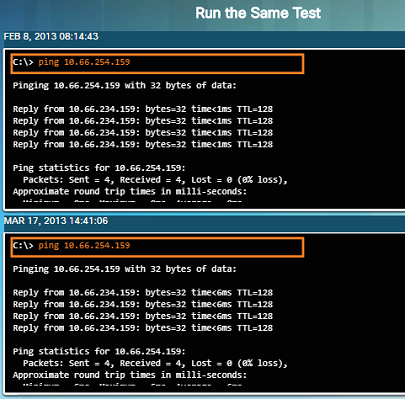 Run the Same Test
FEB 8, 2013 08:14:43
C:\> ping 10.66.254.159
Pinging 10.66.254.159 with 32 bytes of data:
Reply from 10.66.234.159: bytes=32 time<1ms TTL=128
Reply from 10.66.234.159: bytes=32 time<1ms TTL=128
Reply from 10.66.234.159: bytes=32 time<1ms TTL=128
Reply from 10.66.234.159: bytes=32 time<1ms TTL=128
Ping statistics for 10.66.254.159:
Packets: Sent = 4, Received = 4, Lost = 0 (0% loss),
Approximate round trip times in milli-seconds:
MAR 17, 2013 14:41:06
C:\> ping 10.66.254.159
Pinging 10.66.254.159 with 32 bytes of data:
Reply from 10.66.234.159: bytes=32 time<6ms TTL=128
Reply from 10.66.234.159: bytes=32 time<6ms TTL=128
Reply from 10.66.234.159: bytes=32 time<6ms TTL=128
Reply from 10.66.234.159: bytes=32 time<6ms TTL=128
Ping statistics for 10.66.254.159:
Packets: Sent = 4, Received = 4, Lost = 0 (0% loss),
Approximate round trip times in milli-seconds: